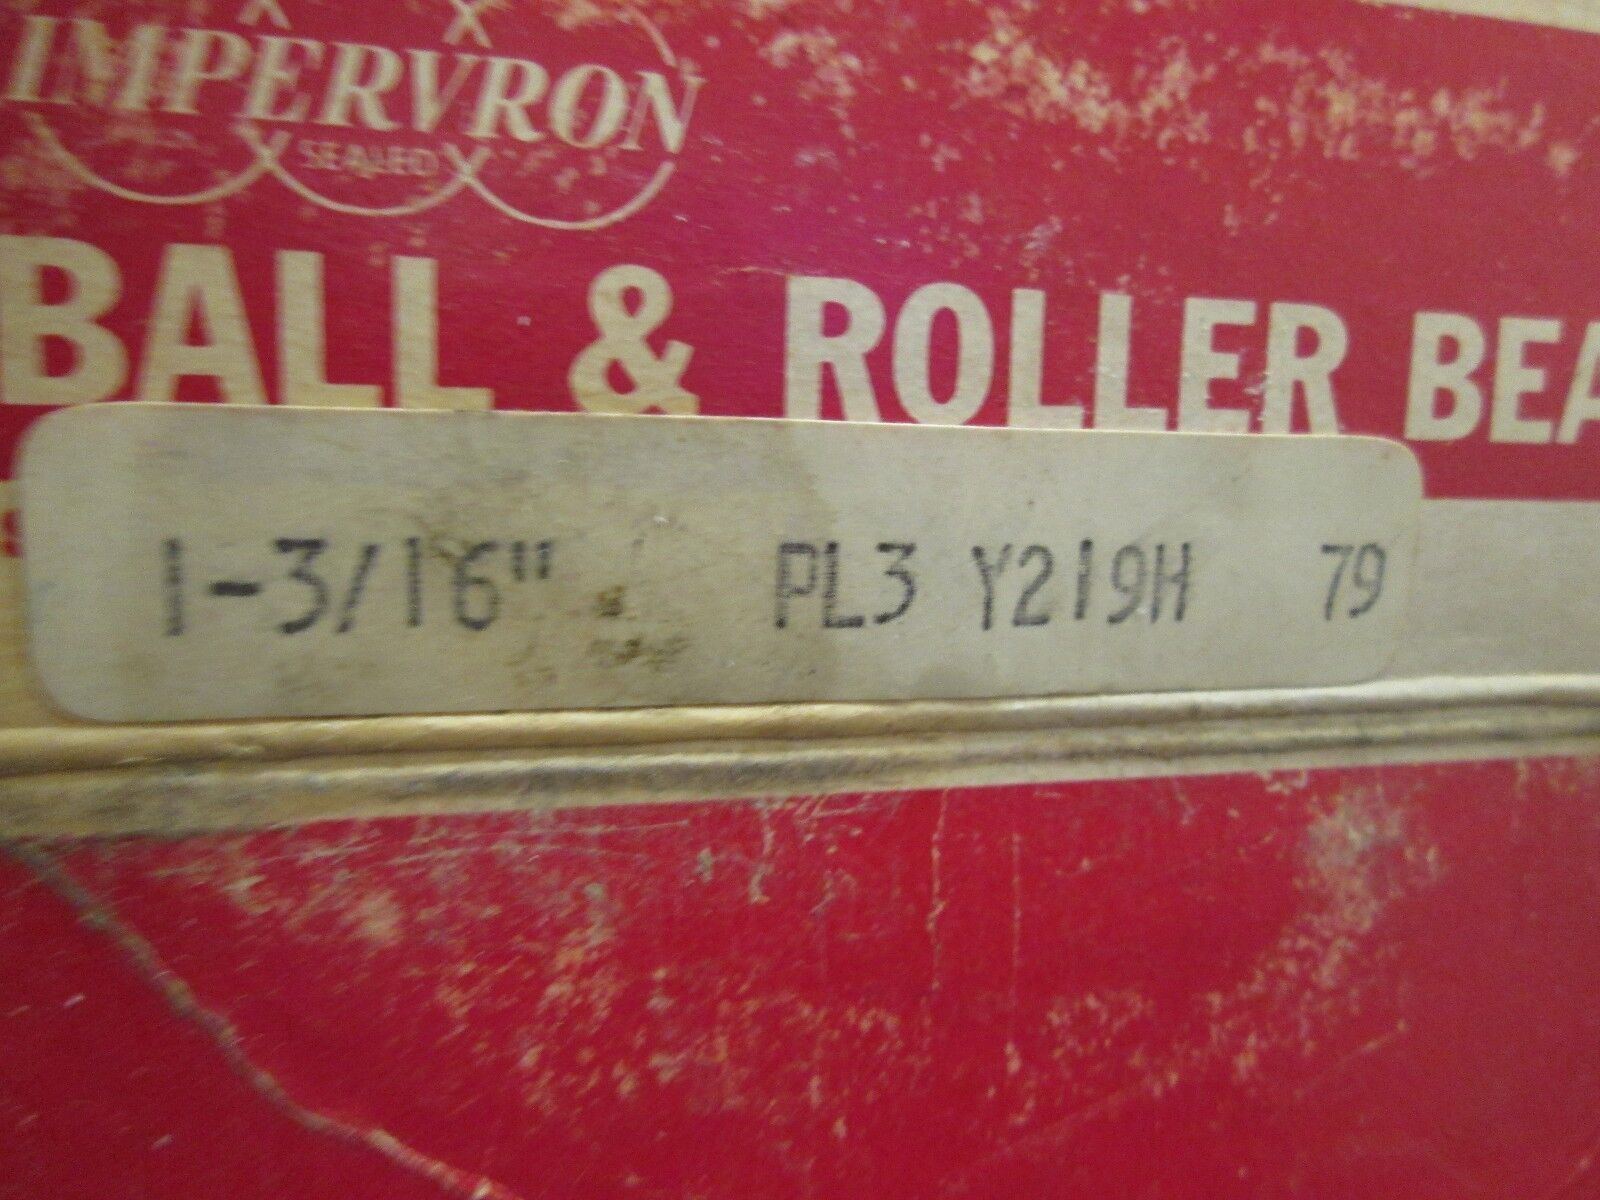 IMPERVRON
SEALED
BALL & ROLLER BEA
1-3/16" PL3 Y219H 79